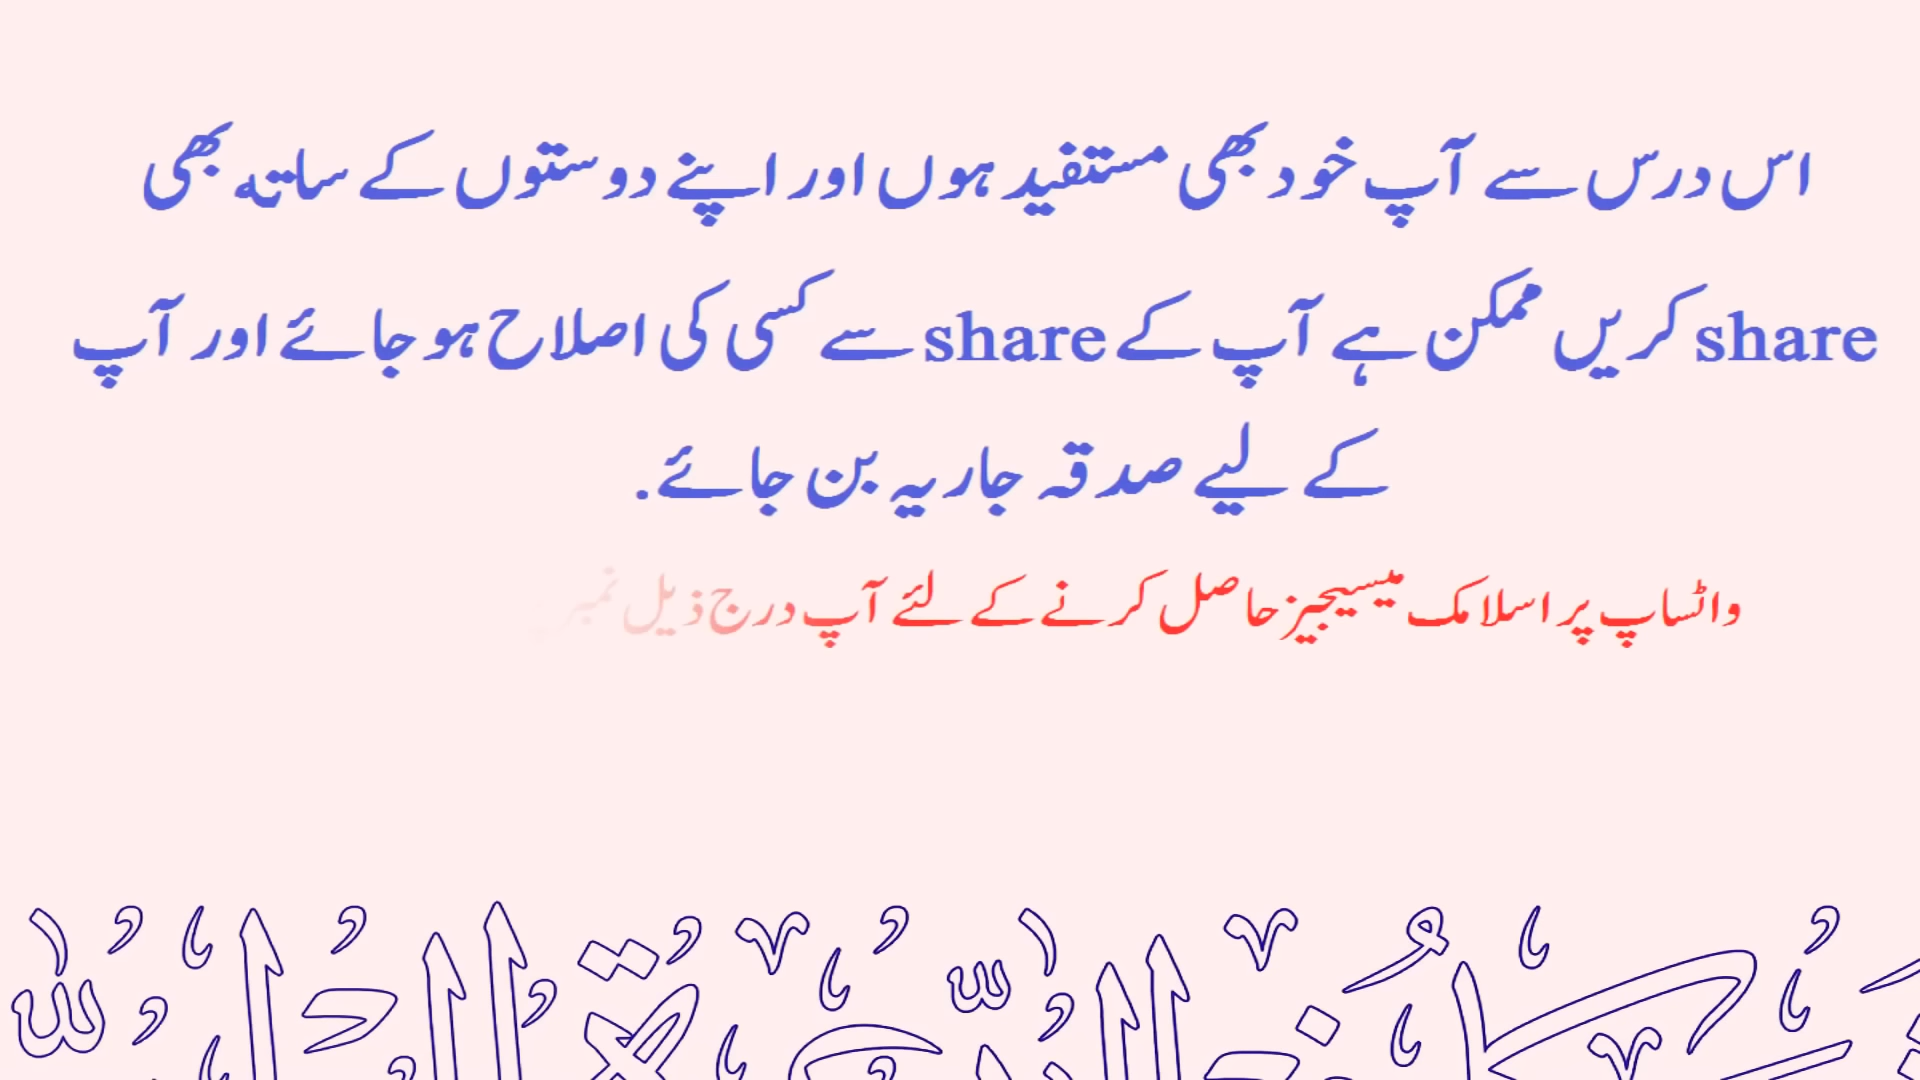 اس درس سے آپ خود بھی مستفید ہوں اور اپنے دوستوں کے ساتھ بھی
share کریں ممکن ہے آپ کے share سے کسی کی اصلاح ہو جائے اور آپ
کے لیے صدقہ جاریہ بن جائے.
واٹساپ پر اسلامک میسیجیز حاصل کرنے کے لئے آپ درج ذیل نمبر